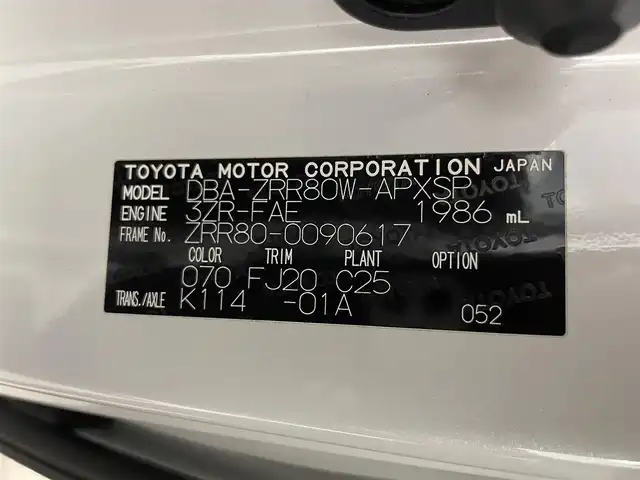 TOYOTA MOTOR CORPORATION JAPAN
MODEL DBA-ZRR80W-APXSP
ENGINE 3ZR-FAE 1986 mL
FRAME No. ZRR80-0090617
COLOR TRIM PLANT OPTION
070 FJ20 C25
TRANS./AXLE K114 -01A
052